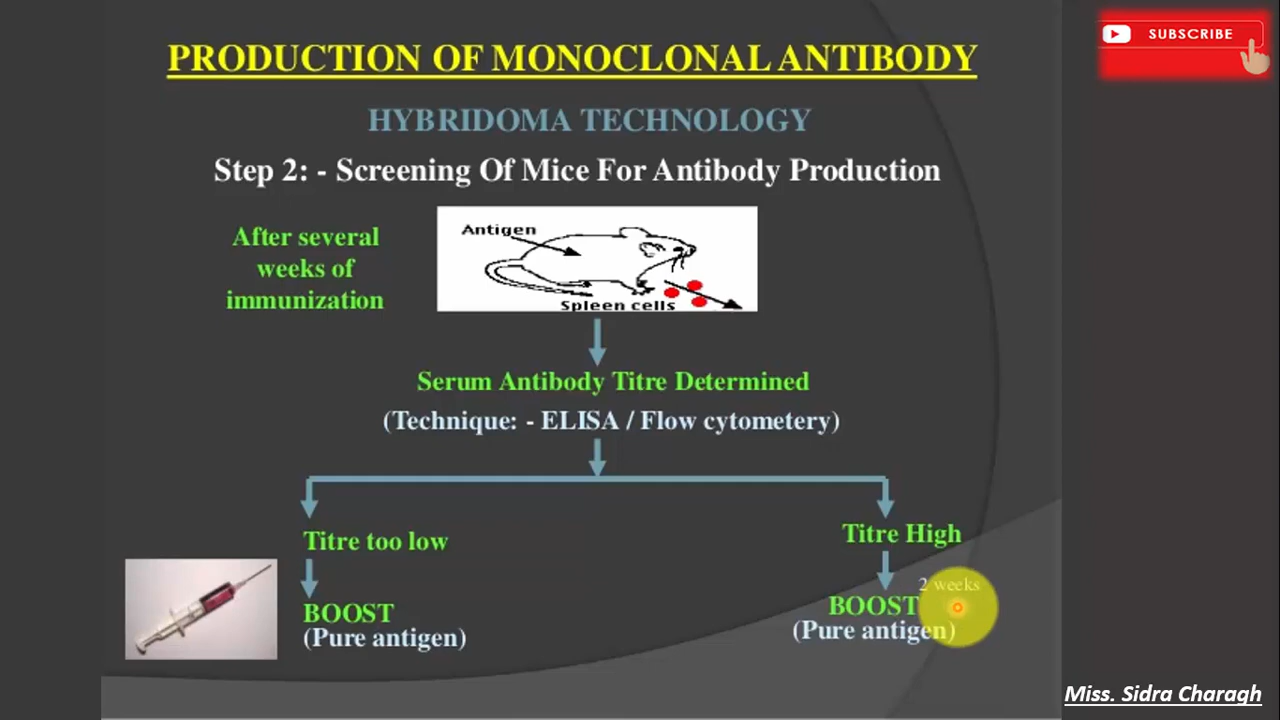 PRODUCTION OF MONOCLONAL ANTIBODY
SUBSCRIBE
HYBRIDOMA TECHNOLOGY
Step 2: - Screening Of Mice For Antibody Production
After several
weeks of
immunization
Antigen
Spleen cells
Serum Antibody Titre Determined
(Technique: - ELISA / Flow cytometery)
Titre too low
BOOST
(Pure antigen)
Titre High
2 weeks
BOOST
(Pure antigen)
Miss. Sidra Charagh